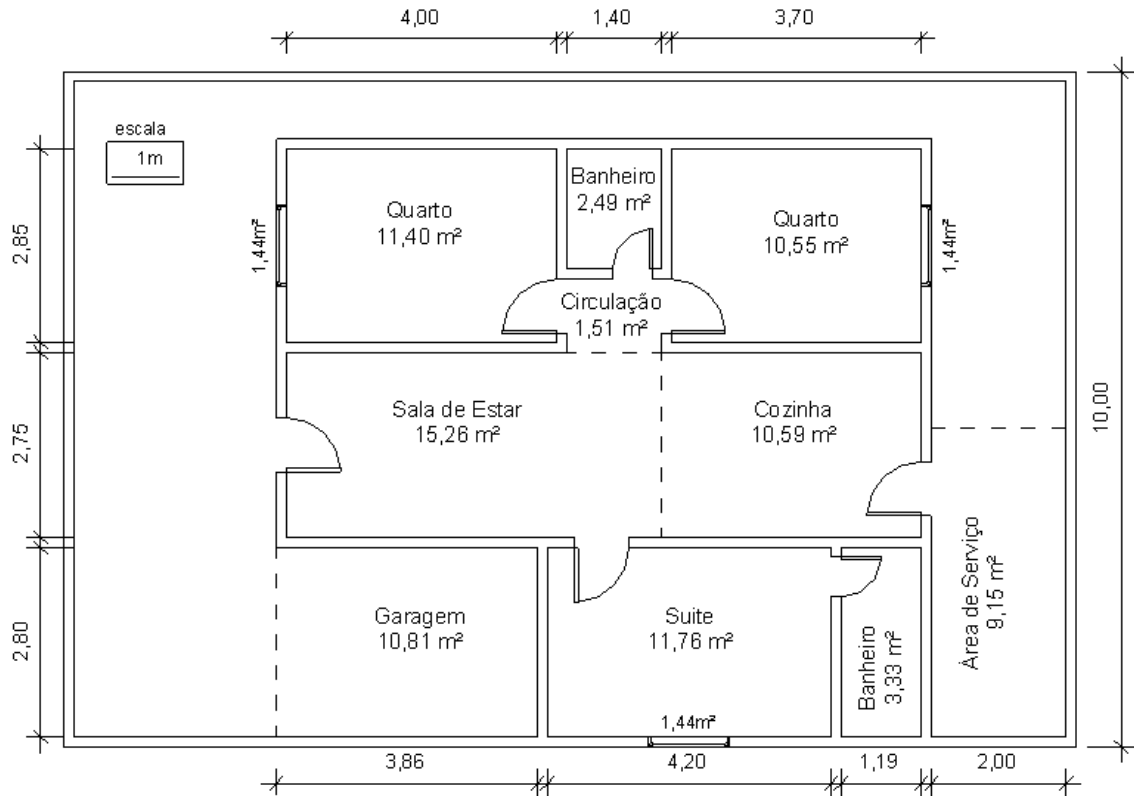 4,00
1,40
3,70
escala
1m
Banheiro
2,49 m²
Quarto
11,40 m²
Quarto
10,55 m²
2,85
1,44m²
1,44m²
Circulação
1,51 m²
Sala de Estar
15,26 m²
Cozinha
10,59 m²
2,75
10,00
Garagem
10,81 m²
Suite
11,76 m²
Banheiro
3,33 m²
Área de Serviço
9,15 m²
2,80
1,44m²
3,86
4,20
1,19
2,00